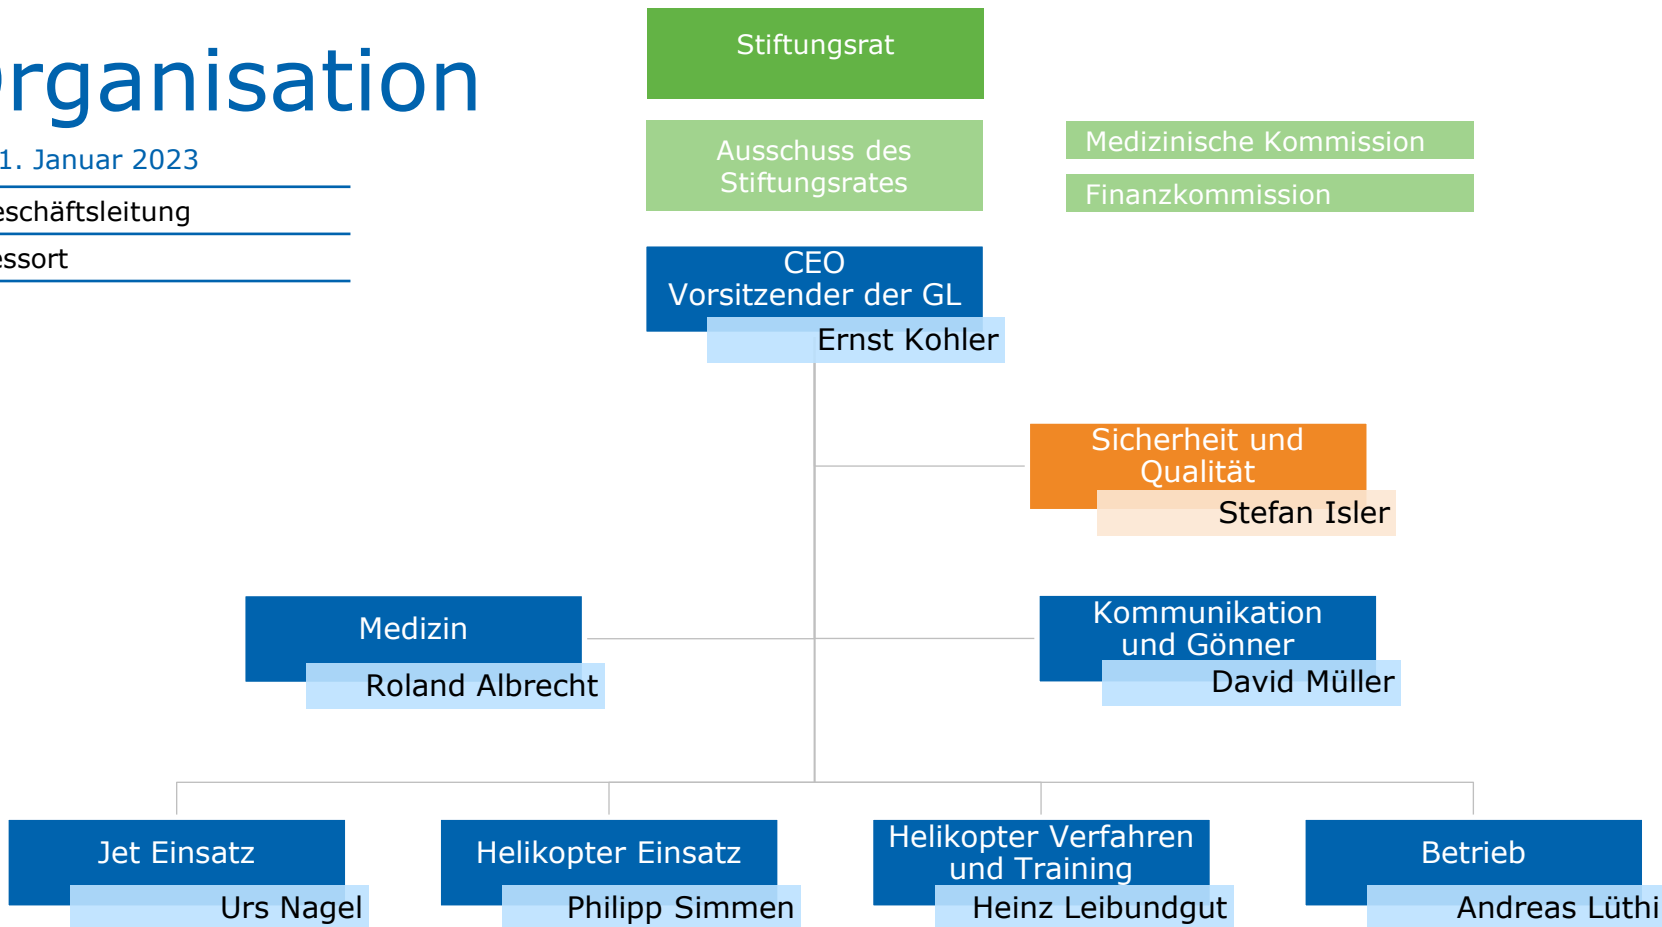 rganisation
1. Januar 2023
eschäftsleitung
essort
Stiftungsrat
Ausschuss des
Stiftungsrates
Medizinische Kommission
Finanzkommission
CEO
Vorsitzender der GL
Ernst Kohler
Sicherheit und
Qualität
Stefan Isler
Medizin
Roland Albrecht
Kommunikation
und Gönner
David Müller
Jet Einsatz
Urs Nagel
Helikopter Einsatz
Philipp Simmen
Helikopter Verfahren
und Training
Heinz Leibundgut
Betrieb
Andreas Lüthi